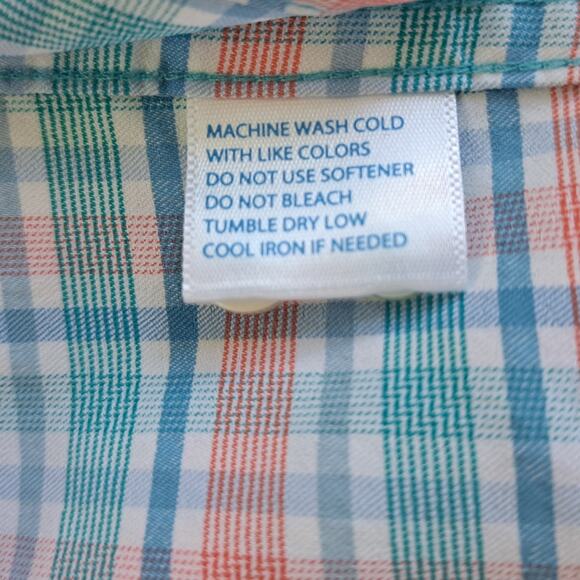 MACHINE WASH COLD
WITH LIKE COLORS
DO NOT USE SOFTENER
DO NOT BLEACH
TUMBLE DRY LOW
COOL IRON IF NEEDED